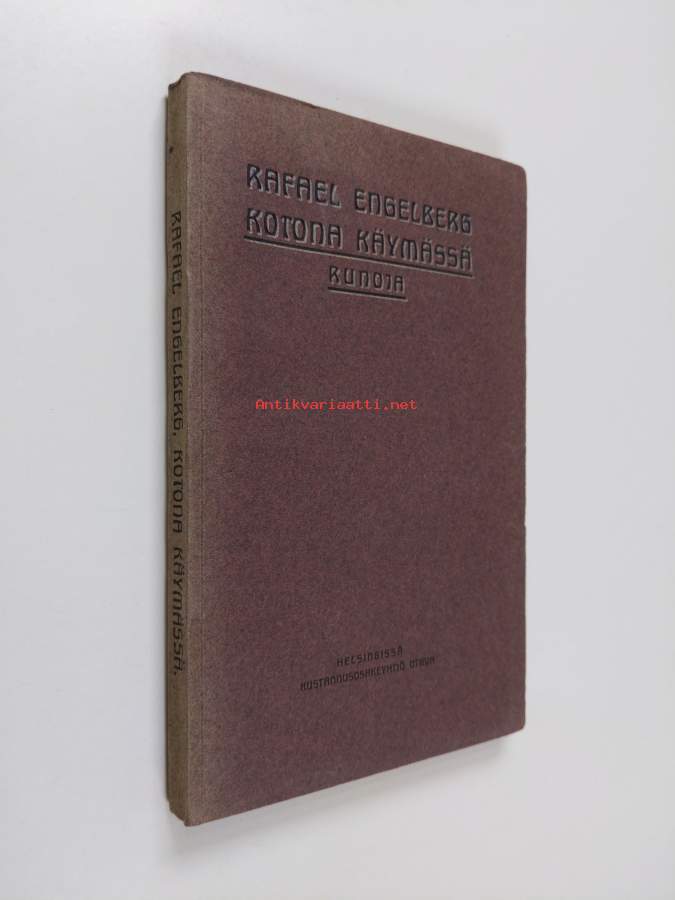 RAFAEL ENGELBERG
KOTONA KÄYMÄSSÄ
RUNOJA
Antikvariaatti.net
HELSINGISSÄ
KUSTANNUSOSAKEYHTIÖ OTAVA
RAFAEL ENGELBERG, KOTONA KÄYMÄSSÄ.